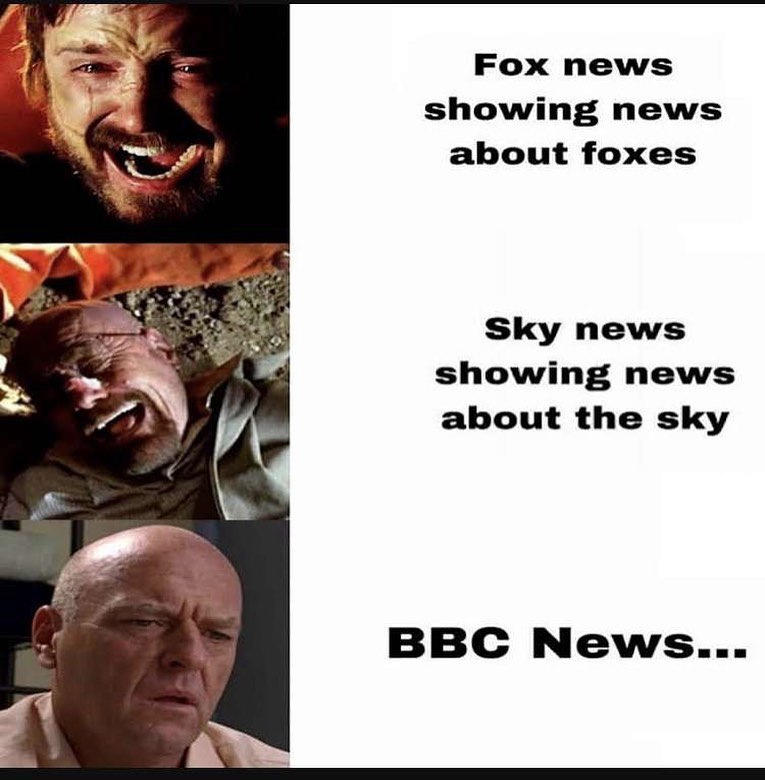 Fox news
showing news
about foxes
Sky news
showing news
about the sky
BBC News...